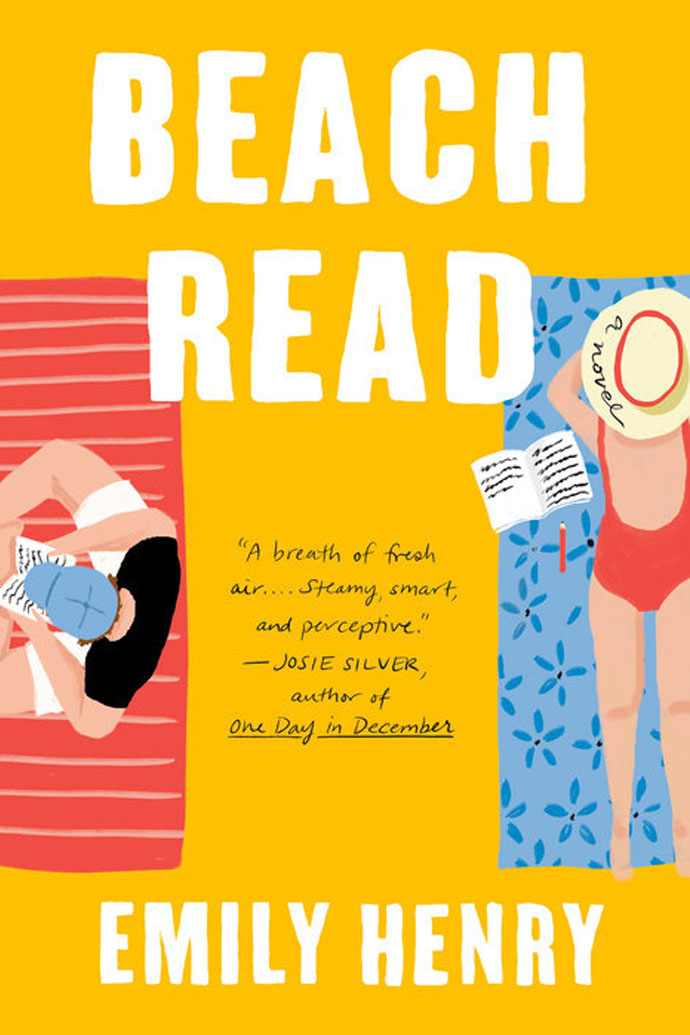 BEACH
READ
a novel
"A breath of fresh
air.... Steamy, smart,
and perceptive."
—JOSIE SILVER,
author of
One Day in December
EMILY HENRY